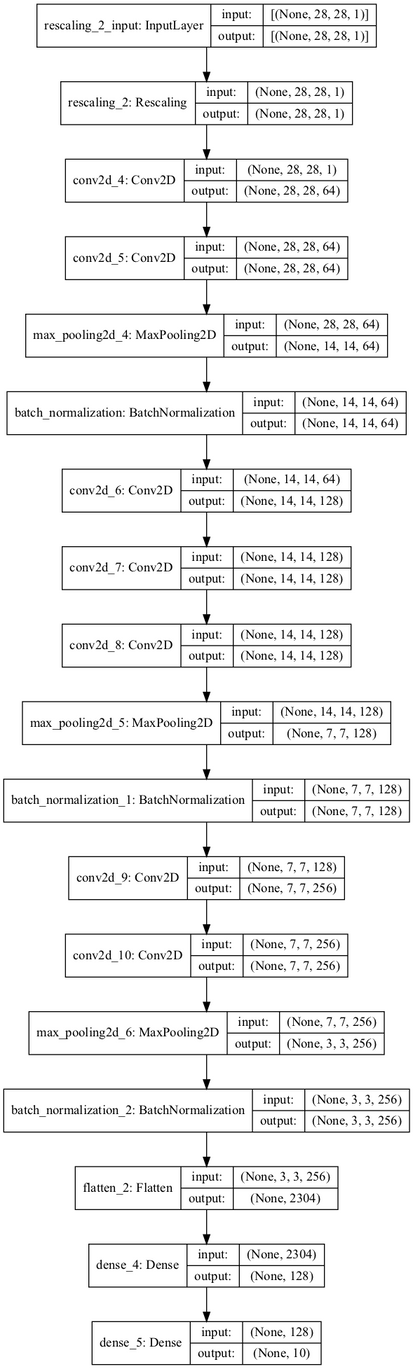 rescaling_2_input: InputLayer
input: [(None, 28, 28, 1)]
output: [(None, 28, 28, 1)]
rescaling_2: Rescaling
input: (None, 28, 28, 1)
output: (None, 28, 28, 1)
conv2d_4: Conv2D
input: (None, 28, 28, 1)
output: (None, 28, 28, 64)
conv2d_5: Conv2D
input: (None, 28, 28, 64)
output: (None, 28, 28, 64)
max_pooling2d_4: MaxPooling2D
input: (None, 28, 28, 64)
output: (None, 14, 14, 64)
batch_normalization: BatchNormalization
input: (None, 14, 14, 64)
output: (None, 14, 14, 64)
conv2d_6: Conv2D
input: (None, 14, 14, 64)
output: (None, 14, 14, 128)
conv2d_7: Conv2D
input: (None, 14, 14, 128)
output: (None, 14, 14, 128)
conv2d_8: Conv2D
input: (None, 14, 14, 128)
output: (None, 14, 14, 128)
max_pooling2d_5: MaxPooling2D
input: (None, 14, 14, 128)
output: (None, 7, 7, 128)
batch_normalization_1: BatchNormalization
input: (None, 7, 7, 128)
output: (None, 7, 7, 128)
conv2d_9: Conv2D
input: (None, 7, 7, 128)
output: (None, 7, 7, 256)
conv2d_10: Conv2D
input: (None, 7, 7, 256)
output: (None, 7, 7, 256)
max_pooling2d_6: MaxPooling2D
input: (None, 7, 7, 256)
output: (None, 3, 3, 256)
batch_normalization_2: BatchNormalization
input: (None, 3, 3, 256)
output: (None, 3, 3, 256)
flatten_2: Flatten
input: (None, 3, 3, 256)
output: (None, 2304)
dense_4: Dense
input: (None, 2304)
output: (None, 128)
dense_5: Dense
input: (None, 128)
output: (None, 10)